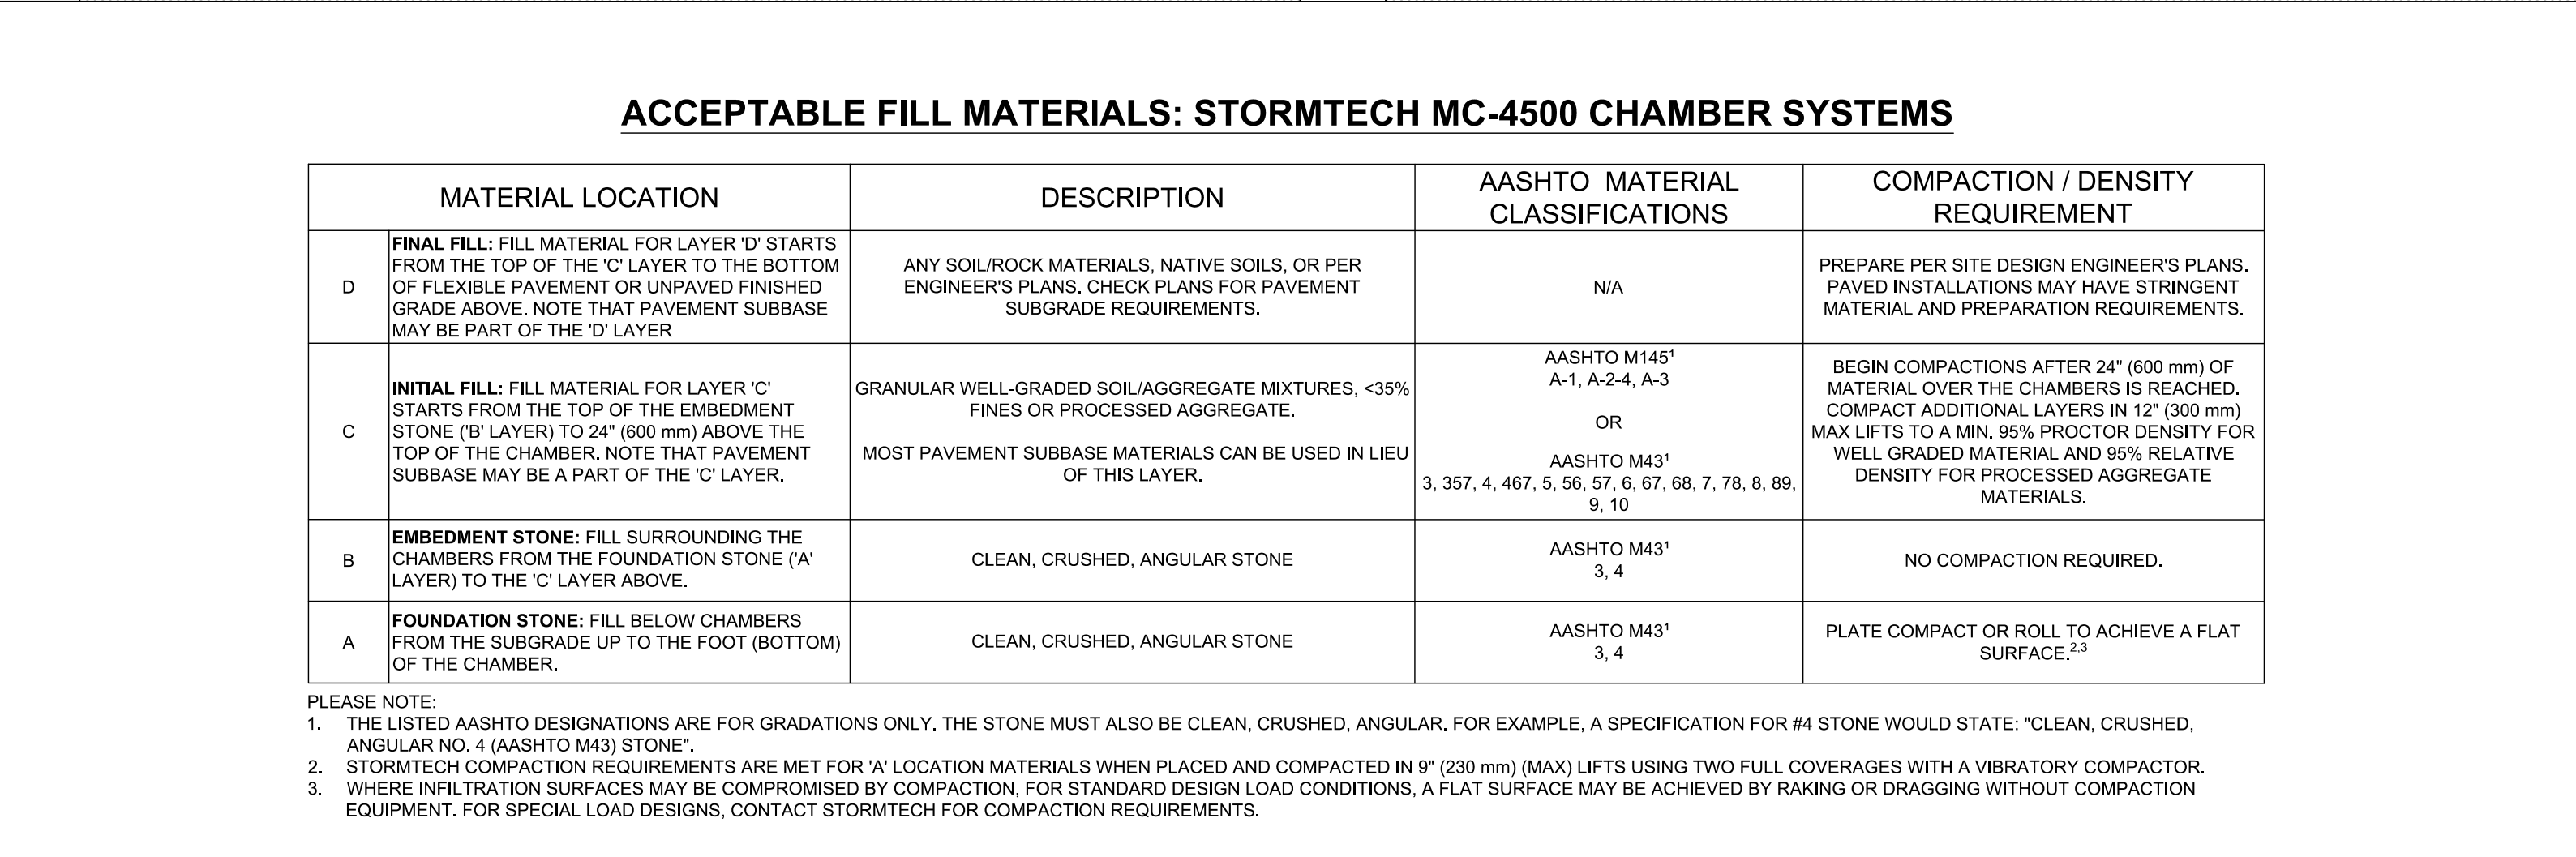 ACCEPTABLE FILL MATERIALS: STORMTECH MC-4500 CHAMBER SYSTEMS
MATERIAL LOCATION
DESCRIPTION
AASHTO MATERIAL
CLASSIFICATIONS
COMPACTION / DENSITY
REQUIREMENT
D
FINAL FILL: FILL MATERIAL FOR LAYER 'D' STARTS
FROM THE TOP OF THE 'C' LAYER TO THE BOTTOM
OF FLEXIBLE PAVEMENT OR UNPAVED FINISHED
GRADE ABOVE. NOTE THAT PAVEMENT SUBBASE
MAY BE PART OF THE 'D' LAYER
ANY SOIL/ROCK MATERIALS, NATIVE SOILS, OR PER
ENGINEER'S PLANS. CHECK PLANS FOR PAVEMENT
SUBGRADE REQUIREMENTS.
N/A
PREPARE PER SITE DESIGN ENGINEER'S PLANS.
PAVED INSTALLATIONS MAY HAVE STRINGENT
MATERIAL AND PREPARATION REQUIREMENTS.
C
INITIAL FILL: FILL MATERIAL FOR LAYER 'C'
STARTS FROM THE TOP OF THE EMBEDMENT
STONE ('B' LAYER) TO 24" (600 mm) ABOVE THE
TOP OF THE CHAMBER. NOTE THAT PAVEMENT
SUBBASE MAY BE A PART OF THE 'C' LAYER.
GRANULAR WELL-GRADED SOIL/AGGREGATE MIXTURES, <35%
FINES OR PROCESSED AGGREGATE.
MOST PAVEMENT SUBBASE MATERIALS CAN BE USED IN LIEU
OF THIS LAYER.
AASHTO M145¹
A-1, A-2-4, A-3
OR
AASHTO M43¹
3, 357, 4, 467, 5, 56, 57, 6, 67, 68, 7, 78, 8, 89,
9, 10
BEGIN COMPACTIONS AFTER 24" (600 mm) OF
MATERIAL OVER THE CHAMBERS IS REACHED.
COMPACT ADDITIONAL LAYERS IN 12" (300 mm)
MAX LIFTS TO A MIN. 95% PROCTOR DENSITY FOR
WELL GRADED MATERIAL AND 95% RELATIVE
DENSITY FOR PROCESSED AGGREGATE
MATERIALS.
B
EMBEDMENT STONE: FILL SURROUNDING THE
CHAMBERS FROM THE FOUNDATION STONE ('A'
LAYER) TO THE 'C' LAYER ABOVE.
CLEAN, CRUSHED, ANGULAR STONE
AASHTO M43¹
3, 4
NO COMPACTION REQUIRED.
A
FOUNDATION STONE: FILL BELOW CHAMBERS
FROM THE SUBGRADE UP TO THE FOOT (BOTTOM)
OF THE CHAMBER.
CLEAN, CRUSHED, ANGULAR STONE
AASHTO M43¹
3, 4
PLATE COMPACT OR ROLL TO ACHIEVE A FLAT
SURFACE.²,³
PLEASE NOTE:
1. THE LISTED AASHTO DESIGNATIONS ARE FOR GRADATIONS ONLY. THE STONE MUST ALSO BE CLEAN, CRUSHED, ANGULAR. FOR EXAMPLE, A SPECIFICATION FOR #4 STONE WOULD STATE: "CLEAN, CRUSHED,
ANGULAR NO. 4 (AASHTO M43) STONE".
2. STORMTECH COMPACTION REQUIREMENTS ARE MET FOR 'A' LOCATION MATERIALS WHEN PLACED AND COMPACTED IN 9" (230 mm) (MAX) LIFTS USING TWO FULL COVERAGES WITH A VIBRATORY COMPACTOR.
3. WHERE INFILTRATION SURFACES MAY BE COMPROMISED BY COMPACTION, FOR STANDARD DESIGN LOAD CONDITIONS, A FLAT SURFACE MAY BE ACHIEVED BY RAKING OR DRAGGING WITHOUT COMPACTION
EQUIPMENT. FOR SPECIAL LOAD DESIGNS, CONTACT STORMTECH FOR COMPACTION REQUIREMENTS.